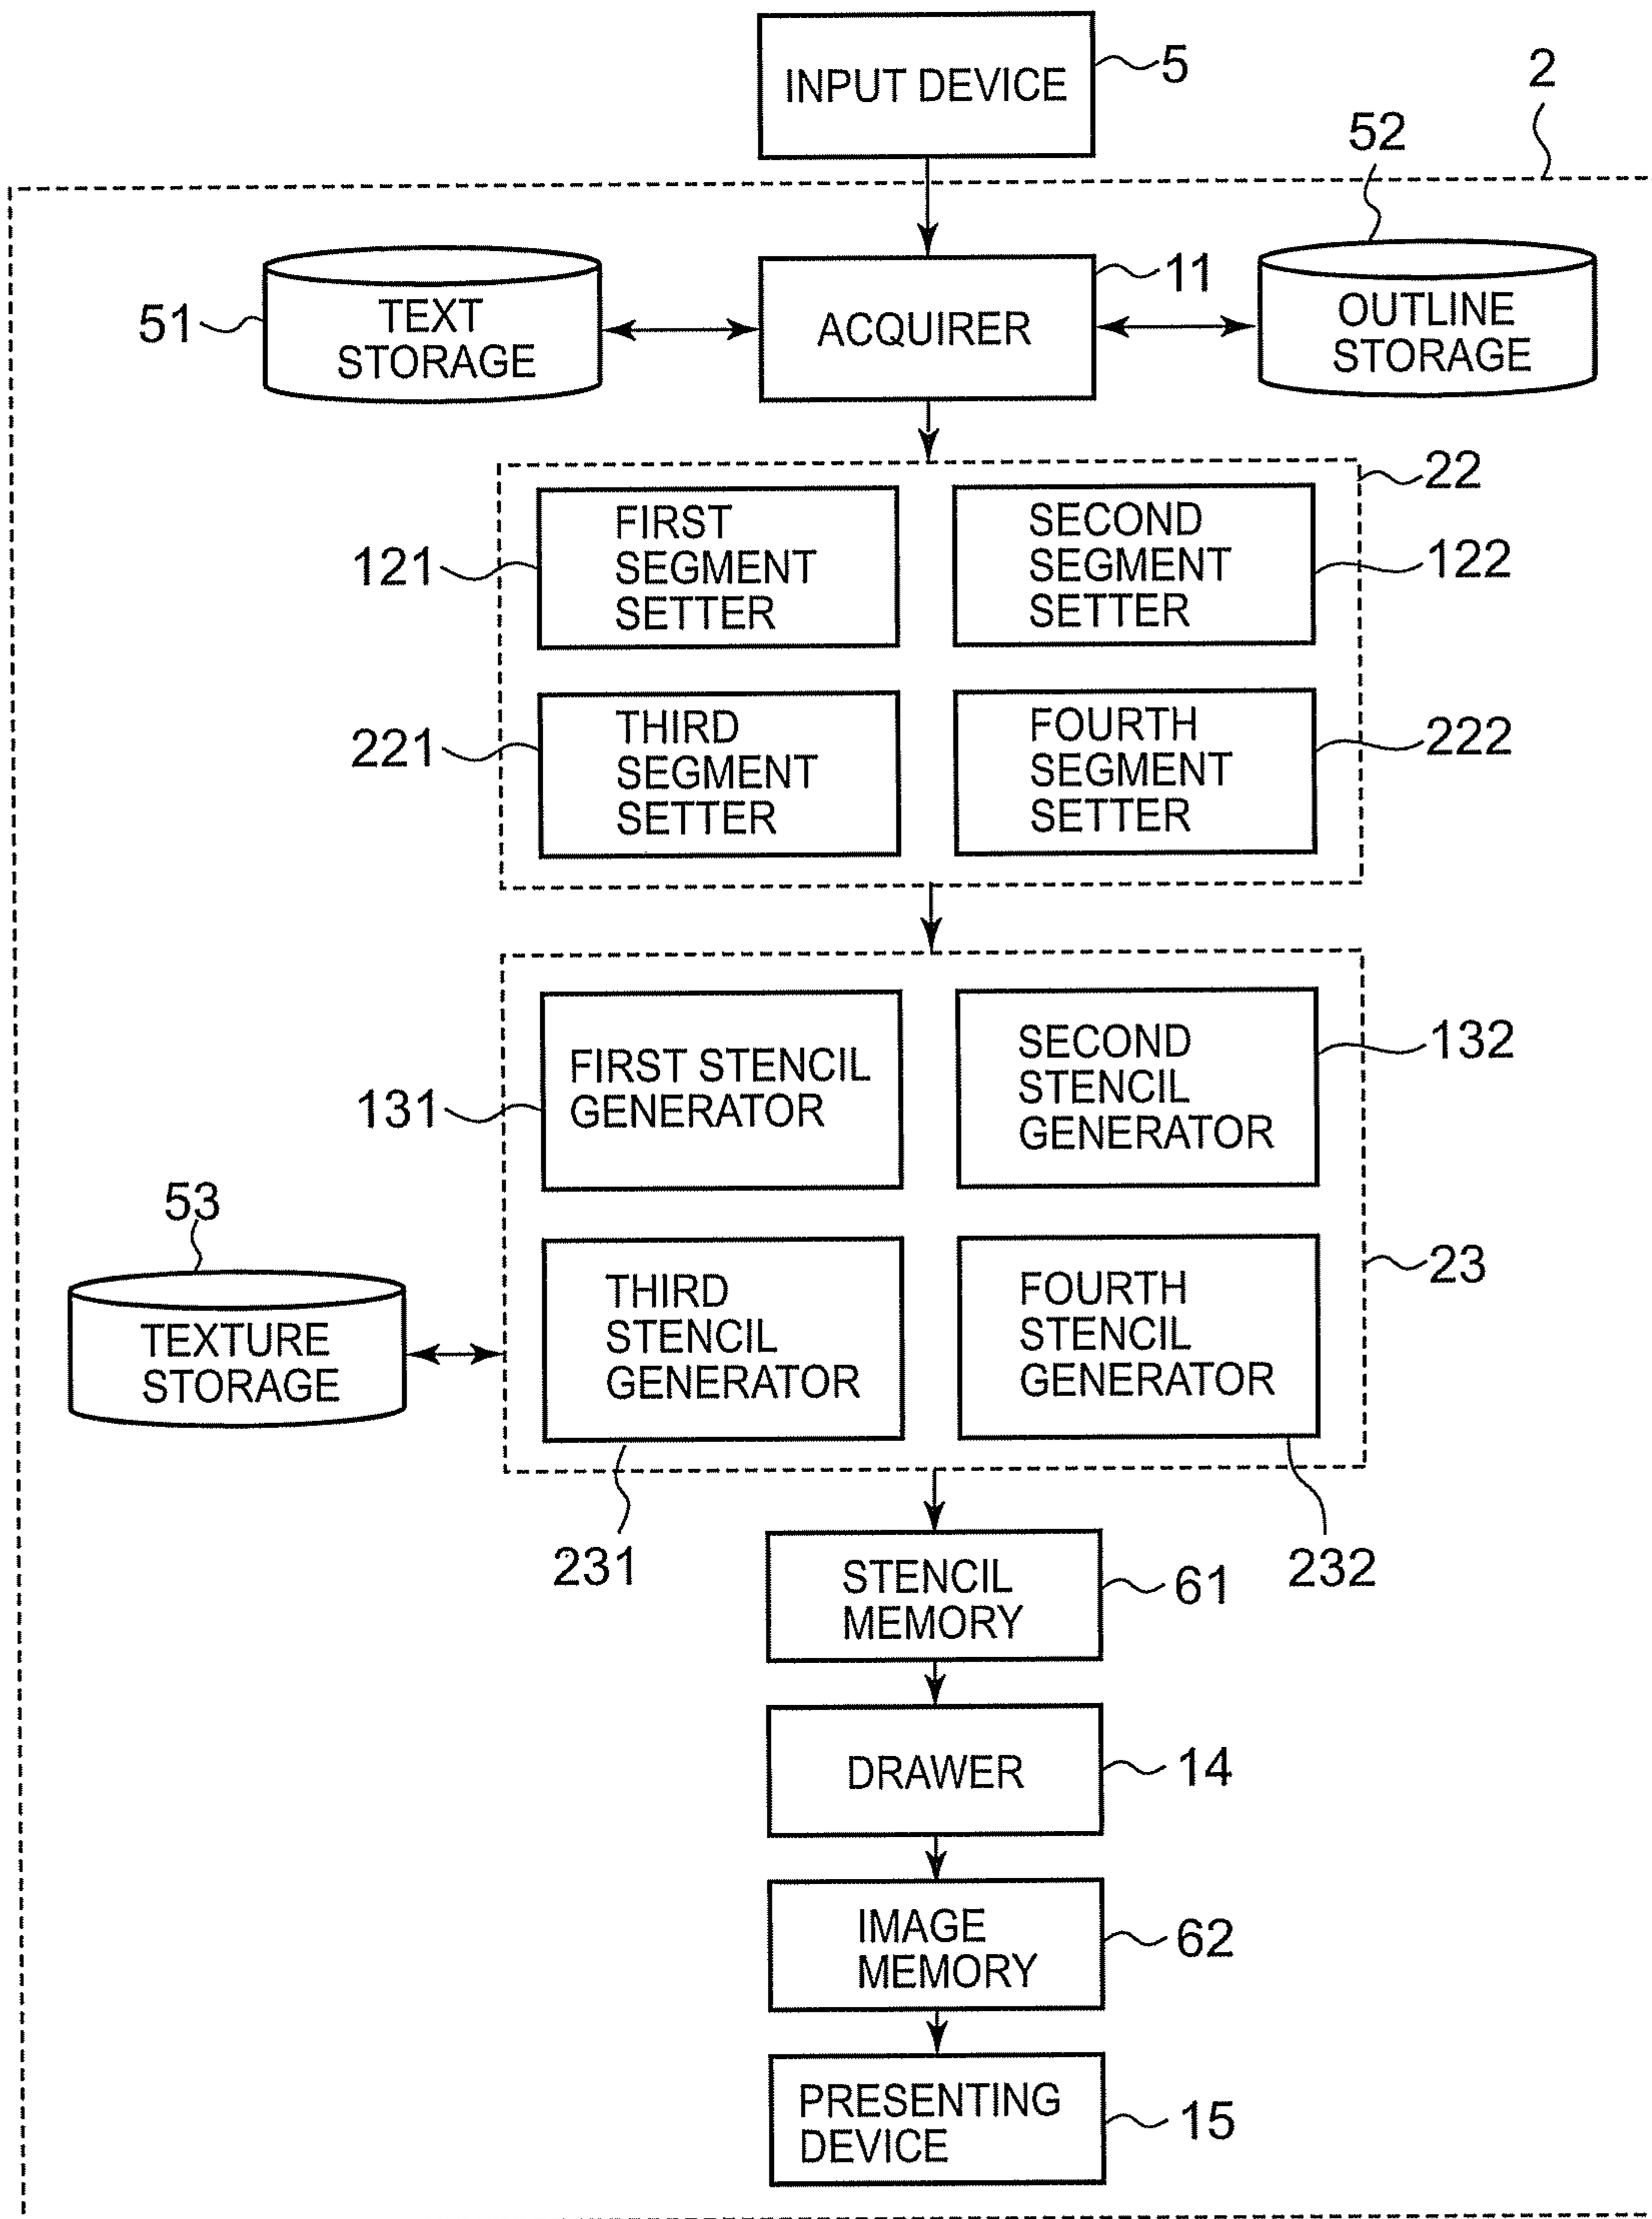 INPUT DEVICE
5
2
52
51
TEXT
STORAGE
ACQUIRER
11
OUTLINE
STORAGE
22
121
FIRST
SEGMENT
SETTER
SECOND
SEGMENT
SETTER
122
221
THIRD
SEGMENT
SETTER
FOURTH
SEGMENT
SETTER
222
131
FIRST STENCIL
GENERATOR
SECOND
STENCIL
GENERATOR
132
53
TEXTURE
STORAGE
THIRD
STENCIL
GENERATOR
FOURTH
STENCIL
GENERATOR
23
231
232
STENCIL
MEMORY
61
DRAWER
14
IMAGE
MEMORY
62
PRESENTING
DEVICE
15